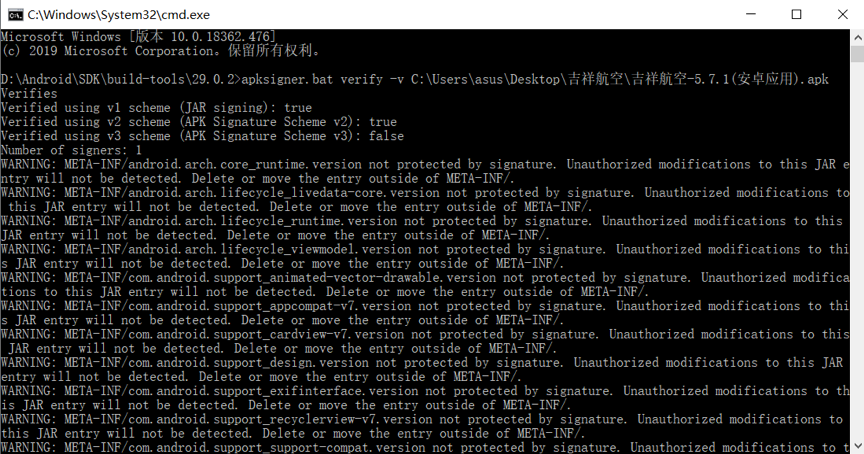 C:\Windows\System32\cmd.exe
Microsoft Windows [版本 10.0.18362.476]
(c) 2019 Microsoft Corporation。保留所有权利。
D:\Android\SDK\build-tools\29.0.2>apksigner.bat verify -v C:\Users\asus\Desktop\吉祥航空\吉祥航空-5.7.1(安卓应用).apk
Verifies
Verified using v1 scheme (JAR signing): true
Verified using v2 scheme (APK Signature Scheme v2): true
Verified using v3 scheme (APK Signature Scheme v3): false
Number of signers: 1
WARNING: META-INF/android.arch.core_runtime.version not protected by signature. Unauthorized modifications to this JAR e
ntry will not be detected. Delete or move the entry outside of META-INF/.
WARNING: META-INF/android.arch.lifecycle_livedata-core.version not protected by signature. Unauthorized modifications to
 this JAR entry will not be detected. Delete or move the entry outside of META-INF/.
WARNING: META-INF/android.arch.lifecycle_runtime.version not protected by signature. Unauthorized modifications to this
JAR entry will not be detected. Delete or move the entry outside of META-INF/.
WARNING: META-INF/android.arch.lifecycle_viewmodel.version not protected by signature. Unauthorized modifications to thi
s JAR entry will not be detected. Delete or move the entry outside of META-INF/.
WARNING: META-INF/com.android.support_animated-vector-drawable.version not protected by signature. Unauthorized modifica
tions to this JAR entry will not be detected. Delete or move the entry outside of META-INF/.
WARNING: META-INF/com.android.support_appcompat-v7.version not protected by signature. Unauthorized modifications to thi
s JAR entry will not be detected. Delete or move the entry outside of META-INF/.
WARNING: META-INF/com.android.support_cardview-v7.version not protected by signature. Unauthorized modifications to this
 JAR entry will not be detected. Delete or move the entry outside of META-INF/.
WARNING: META-INF/com.android.support_design.version not protected by signature. Unauthorized modifications to this JAR
entry will not be detected. Delete or move the entry outside of META-INF/.
WARNING: META-INF/com.android.support_exifinterface.version not protected by signature. Unauthorized modifications to th
is JAR entry will not be detected. Delete or move the entry outside of META-INF/.
WARNING: META-INF/com.android.support_recyclerview-v7.version not protected by signature. Unauthorized modifications to
this JAR entry will not be detected. Delete or move the entry outside of META-INF/.
WARNING: META-INF/com.android.support_support-compat.version not protected by signature. Unauthorized modifications to t